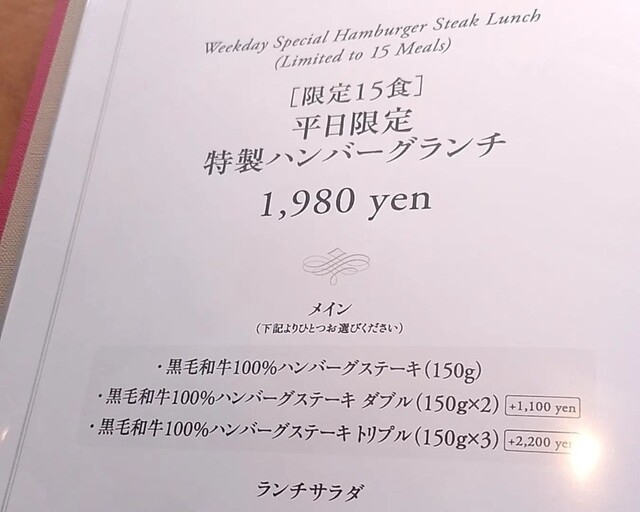 Weekday Special Hamburger Steak Lunch
(Limited to 15 Meals)
[限定15食]
平日限定
特製ハンバーグランチ
1,980 yen
メイン
(下記よりひとつお選びください)
・黒毛和牛100%ハンバーグステーキ(150g)
・黒毛和牛100%ハンバーグステーキ ダブル(150g×2) +1,100 yen
・黒毛和牛100%ハンバーグステーキ トリプル(150g×3) +2,200 yen
ランチサラダ